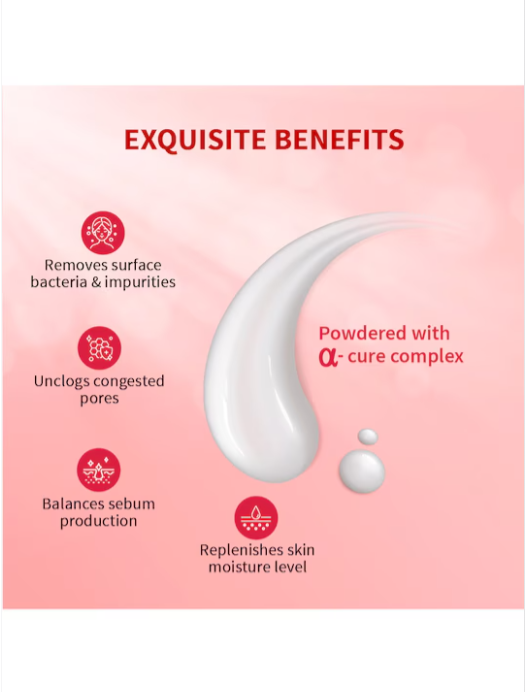 EXQUISITE BENEFITS
Removes surface
bacteria & impurities
Unclogs congested
pores
Balances sebum
production
Replenishes skin
moisture level
Powdered with
α- cure complex